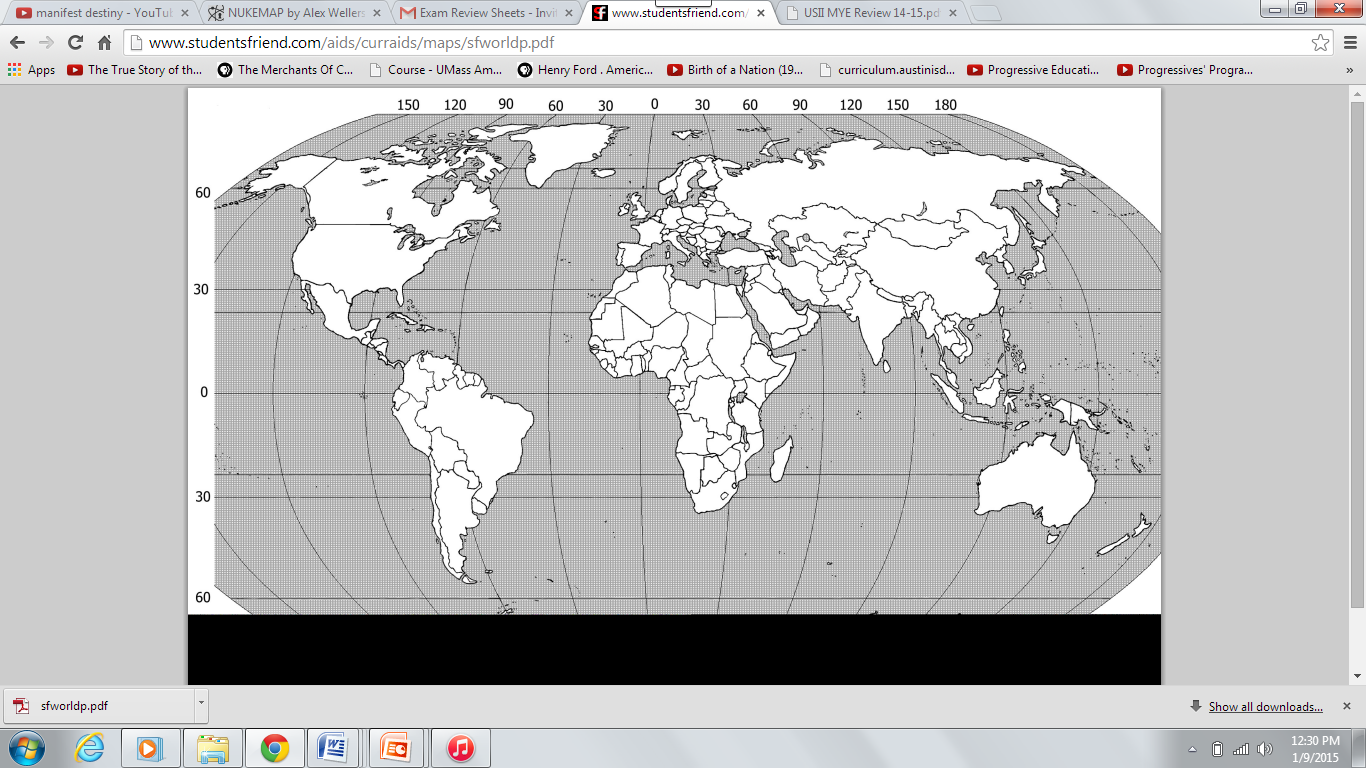 manifest destiny - YouTu
NUKEMAP by Alex Wellers
Exam Review Sheets - Invi
www.studentsfriend.com/
USII MYE Review 14-15.pd
www.studentsfriend.com/aids/curraids/maps/sfworldp.pdf
Apps
The True Story of th...
The Merchants Of C...
Course - UMass Am...
Henry Ford . Americ...
Birth of a Nation (19...
curriculum.austinisd...
Progressive Educati...
Progressives' Progra...
»
150 120 90 60 30 0 30 60 90 120 150 180
60
30
0
30
60
sfworldp.pdf
Show all downloads...
12:30 PM
1/9/2015